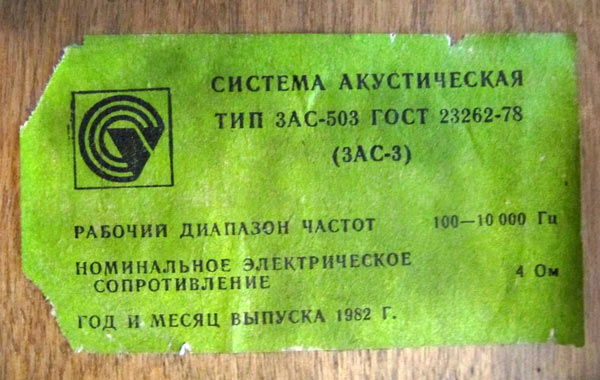 СИСТЕМА АКУСТИЧЕСКАЯ
ТИП 3АС-503 ГОСТ 23262-78
(3АС-3)
РАБОЧИЙ ДИАПАЗОН ЧАСТОТ 100—10 000 Гц
НОМИНАЛЬНОЕ ЭЛЕКТРИЧЕСКОЕ
СОПРОТИВЛЕНИЕ 4 Ом
ГОД И МЕСЯЦ ВЫПУСКА 1982 Г.